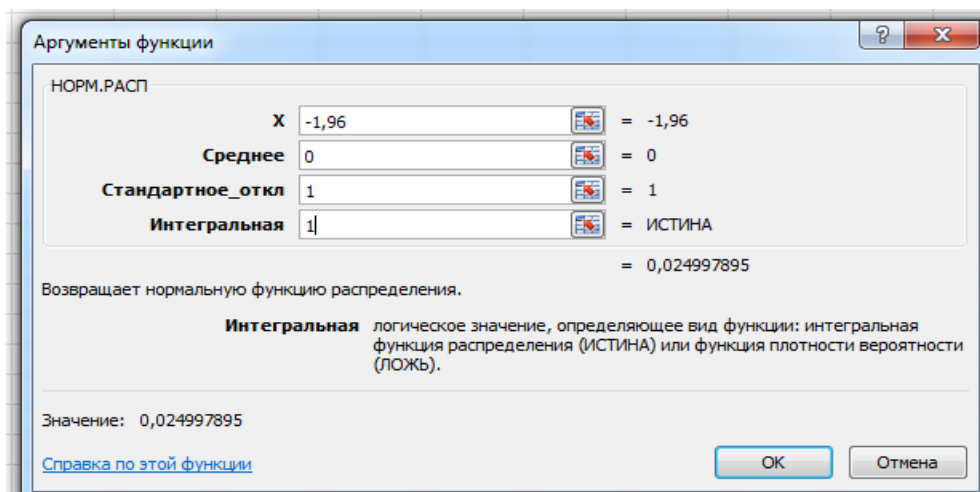 Аргументы функции
НОРМ.РАСП
X -1,96 = -1,96
Среднее 0 = 0
Стандартное_откл 1 = 1
Интегральная 1 = ИСТИНА
= 0,024997895
Возвращает нормальную функцию распределения.
Интегральная логическое значение, определяющее вид функции: интегральная
функция распределения (ИСТИНА) или функция плотности вероятности
(ЛОЖЬ).
Значение: 0,024997895
Справка по этой функции
ОК
Отмена